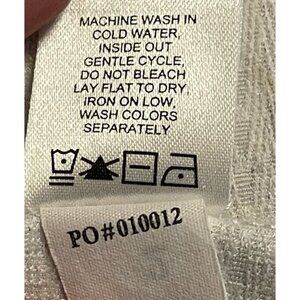 MACHINE WASH IN
COLD WATER,
INSIDE OUT
GENTLE CYCLE,
DO NOT BLEACH
LAY FLAT TO DRY,
IRON ON LOW,
WASH COLORS
SEPARATELY
PO#010012